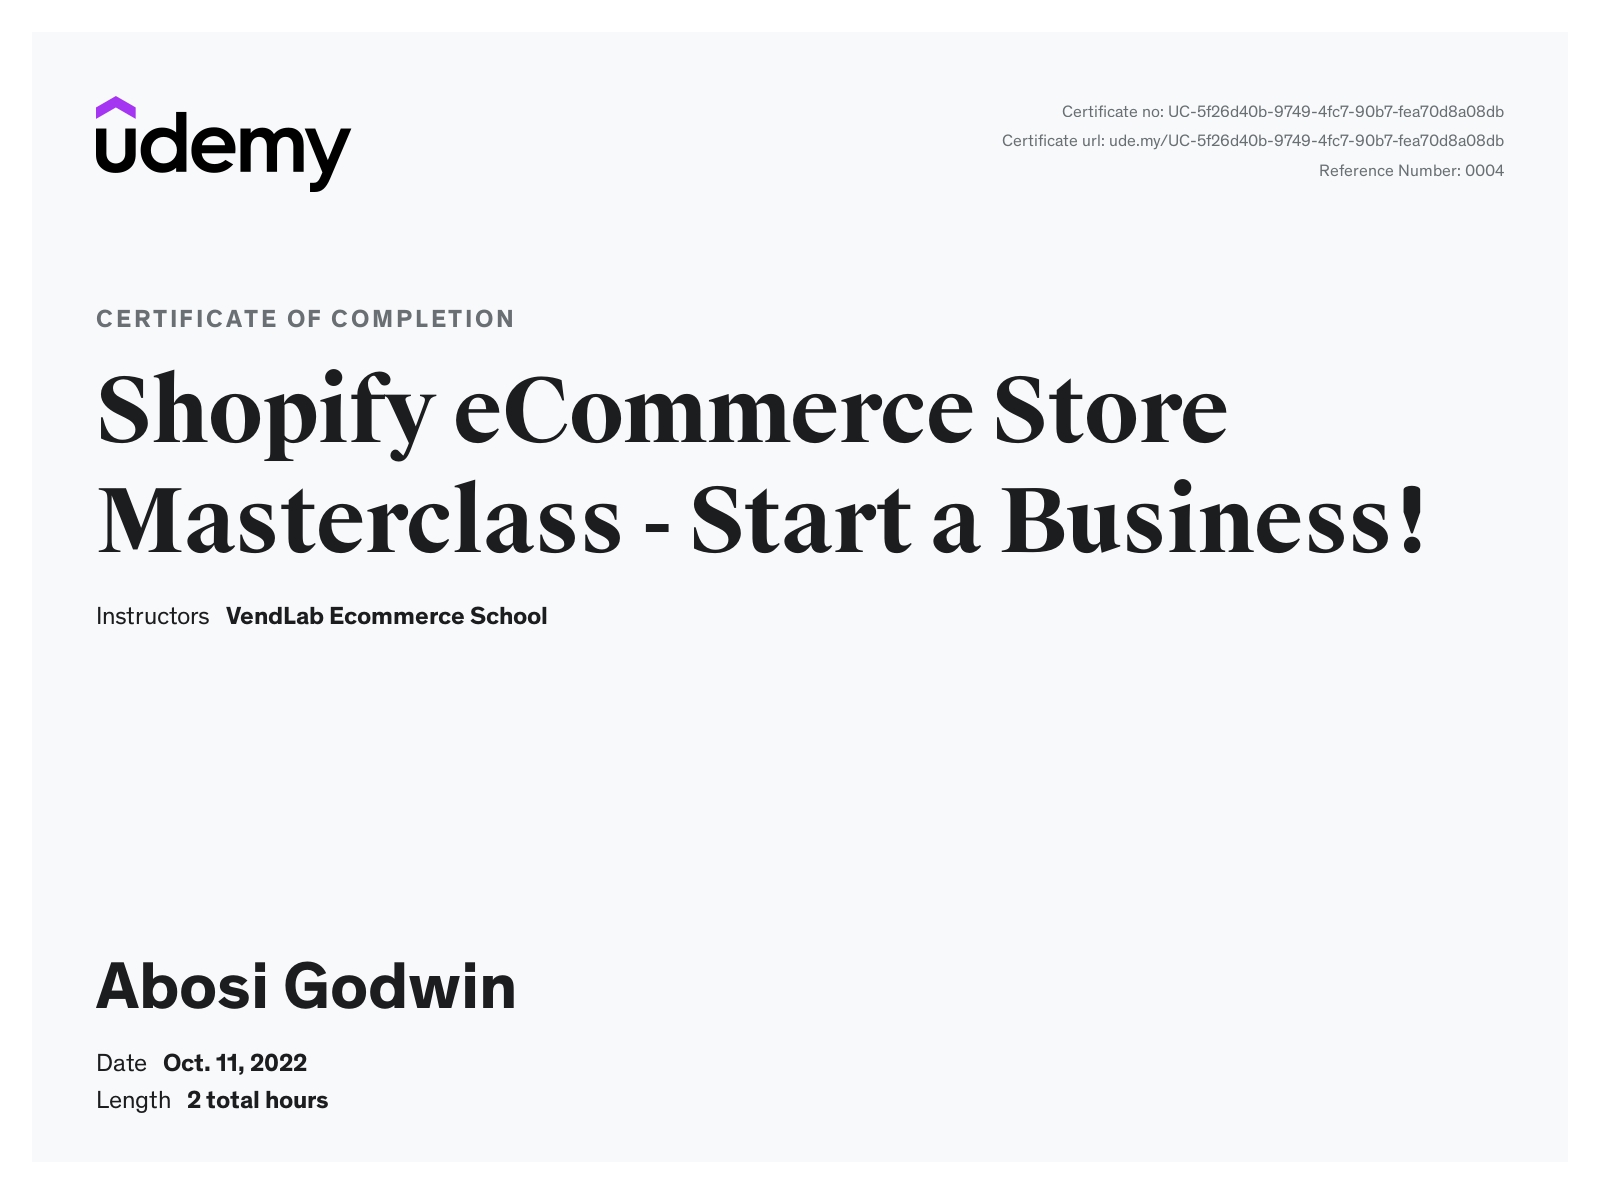 udemy
Certificate no: UC-5f26d40b-9749-4fc7-90b7-fea70d8a08db
Certificate url: ude.my/UC-5f26d40b-9749-4fc7-90b7-fea70d8a08db
Reference Number: 0004
CERTIFICATE OF COMPLETION
Shopify eCommerce Store
Masterclass - Start a Business!
Instructors VendLab Ecommerce School
Abosi Godwin
Date Oct. 11, 2022
Length 2 total hours